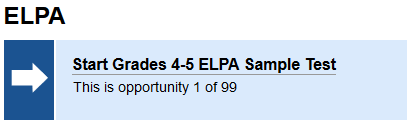 ELPA
Start Grades 4-5 ELPA Sample Test
This is opportunity 1 of 99